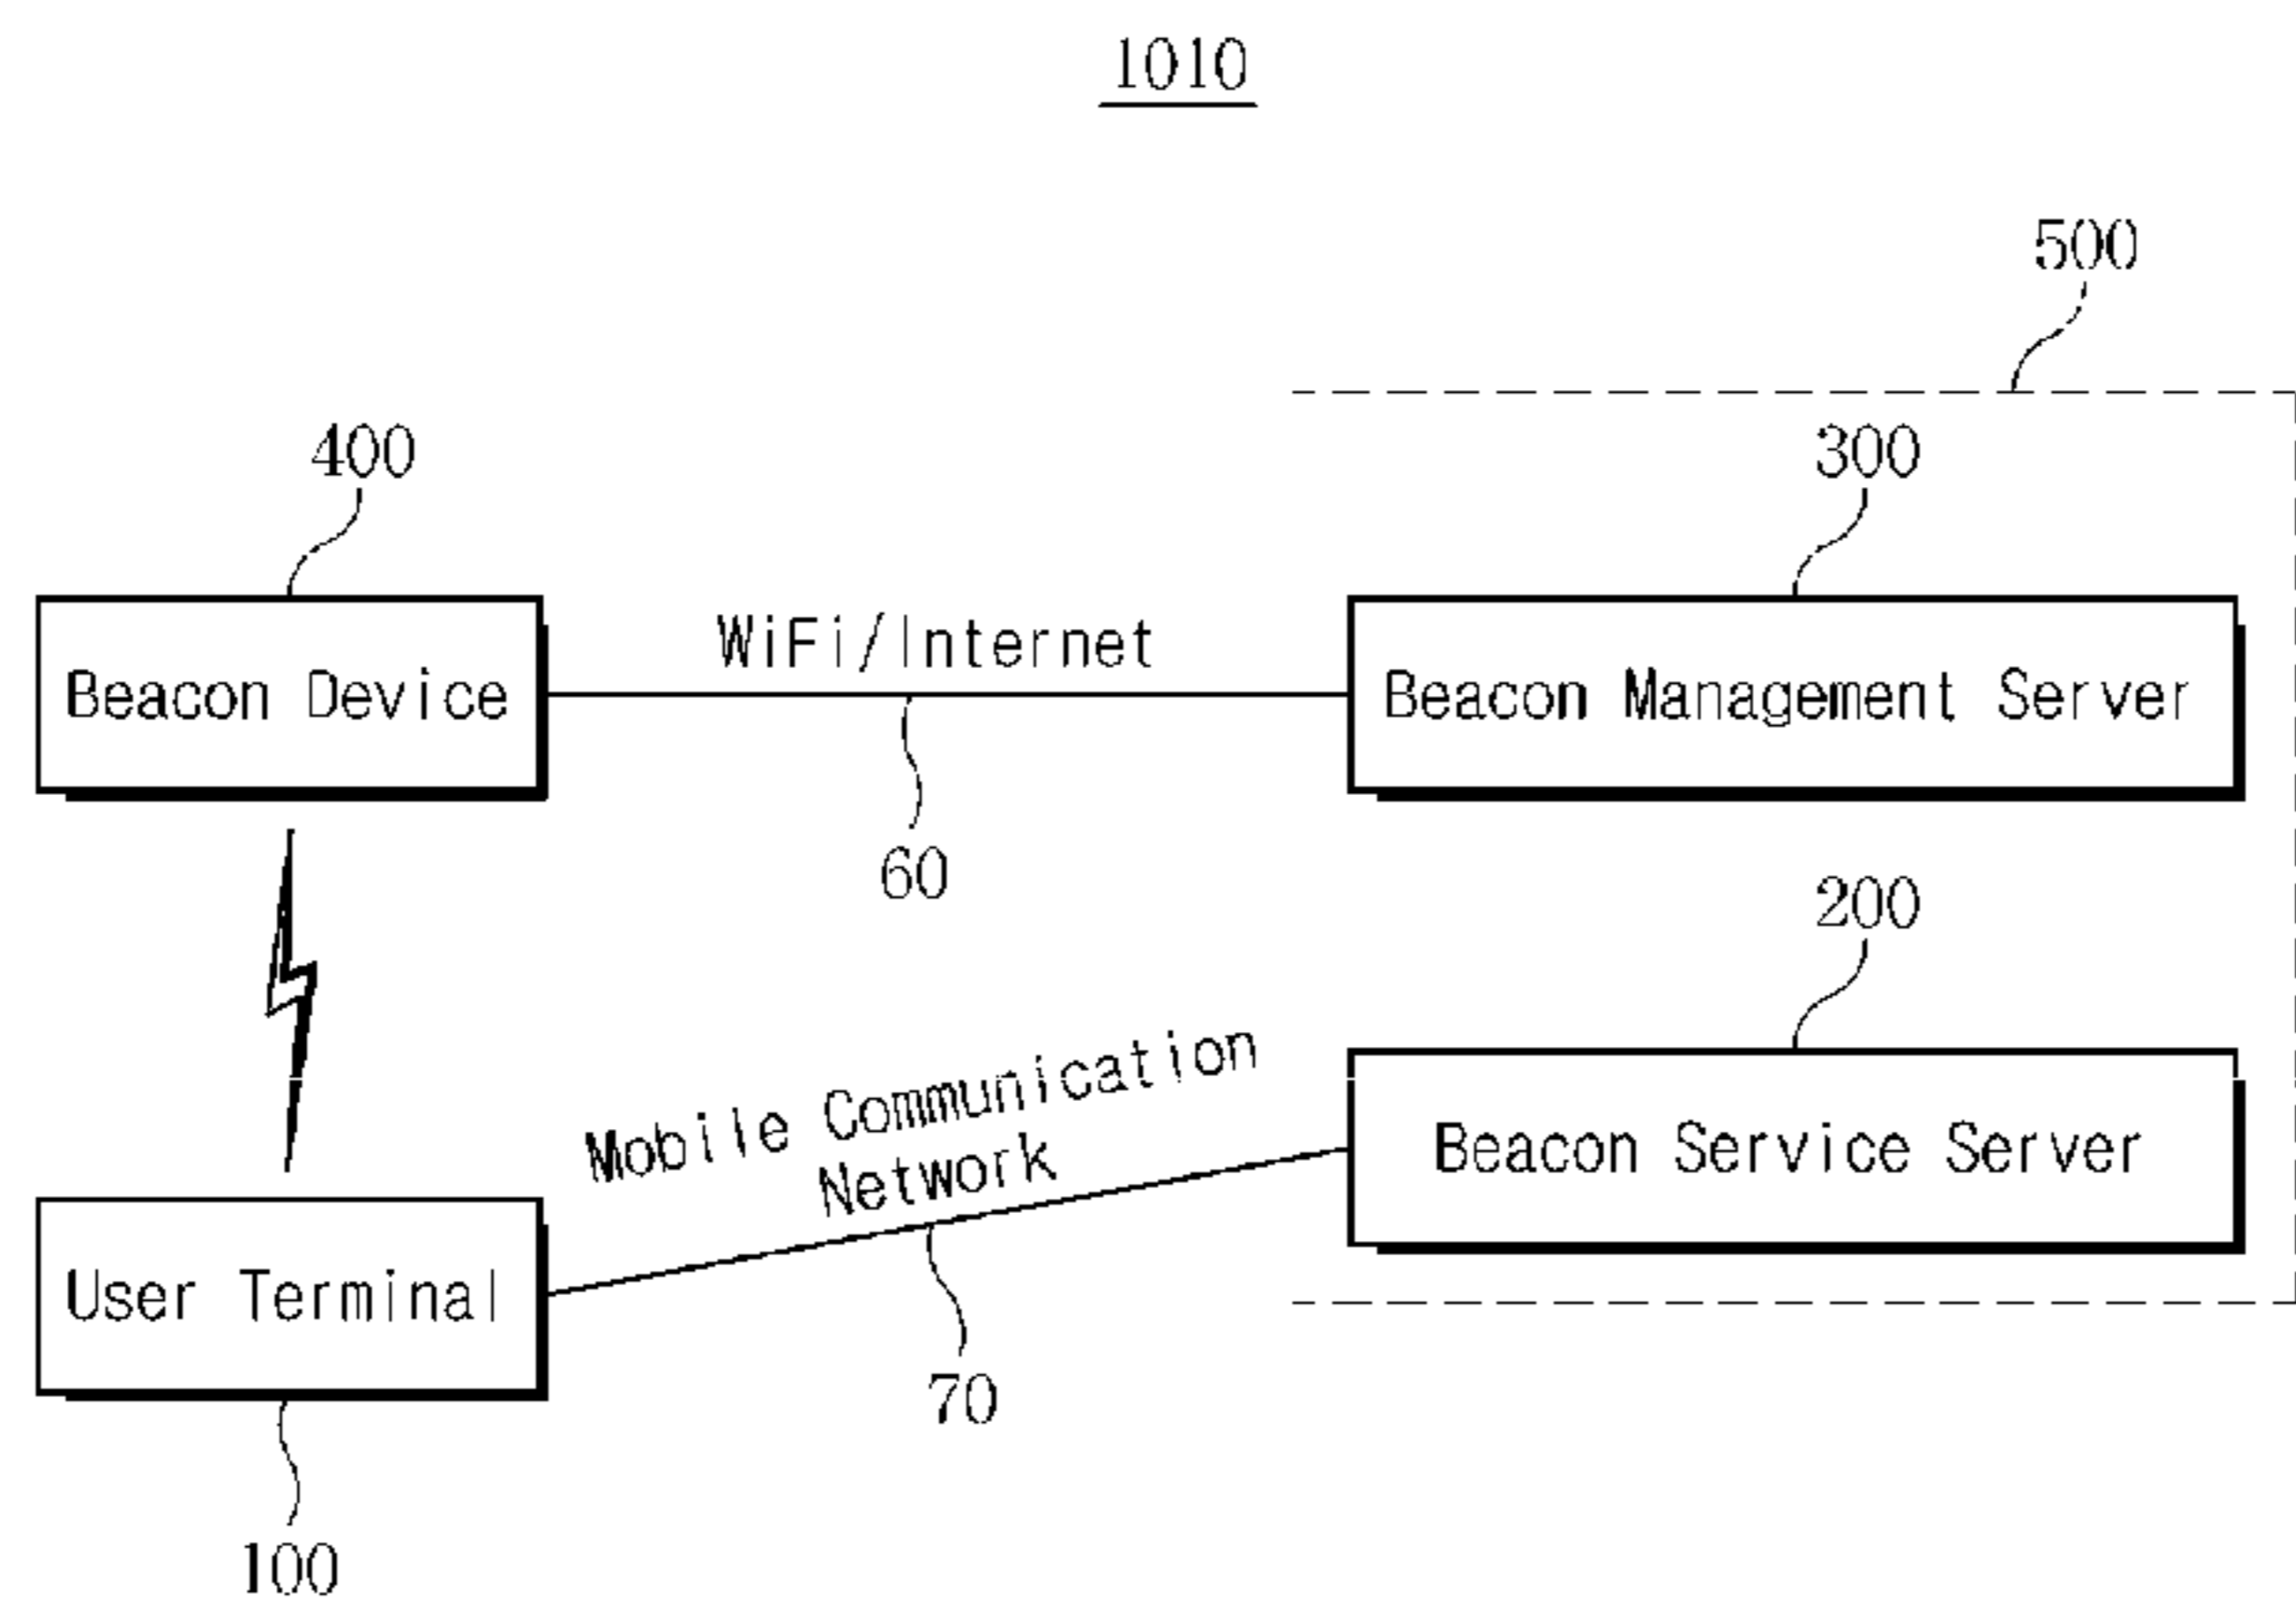 1010
500
400
300
WiFi/Internet
Beacon Device
Beacon Management Server
60
200
Mobile Communication
Network
Beacon Service Server
User Terminal
70
100